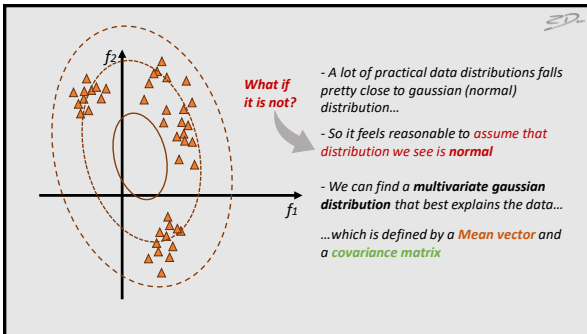 f2
What if
it is not?
- A lot of practical data distributions falls
pretty close to gaussian (normal)
distribution…
- So it feels reasonable to assume that
distribution we see is normal
f1
- We can find a multivariate gaussian
distribution that best explains the data…
…which is defined by a Mean vector and
a covariance matrix